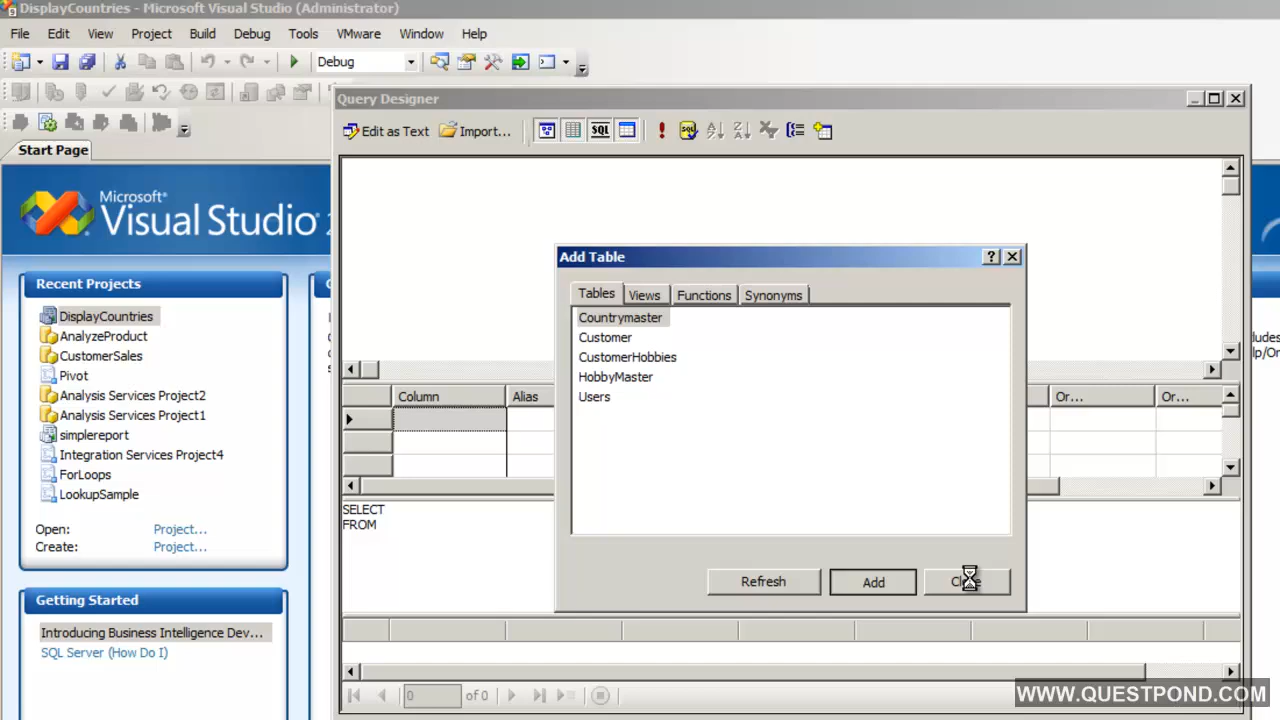 DisplayCountries - Microsoft Visual Studio (Administrator)
File Edit View Project Build Debug Tools VMware Window Help
Debug
Query Designer
Edit as Text Import...
SQL
Start Page
Microsoft
Visual Studio
Recent Projects
DisplayCountries
AnalyzeProduct
CustomerSales
Pivot
Analysis Services Project2
Analysis Services Project1
simplereport
Integration Services Project4
ForLoops
LookupSample
Open: Project...
Create: Project...
Getting Started
Introducing Business Intelligence Dev...
SQL Server (How Do I)
Add Table
Tables Views Functions Synonyms
Countrymaster
Customer
CustomerHobbies
HobbyMaster
Users
Refresh Add
Column Alias Or... Or...
SELECT
FROM
0 of 0
WWW.QUESTPOND.COM